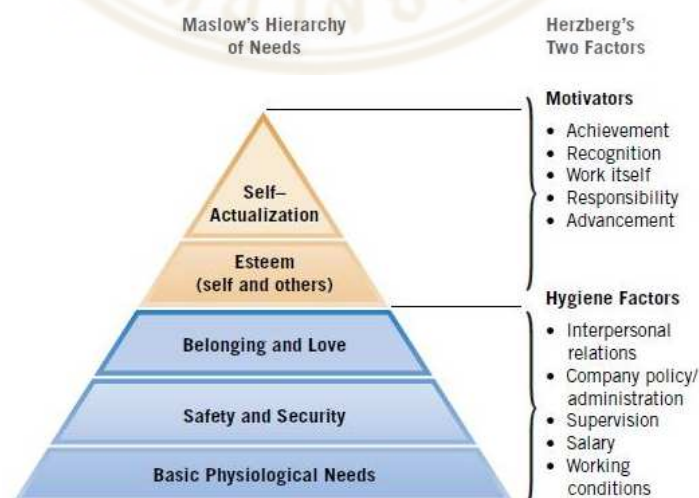 Maslow's Hierarchy
of Needs
Herzberg's
Two Factors
Self–
Actualization
Esteem
(self and others)
Belonging and Love
Safety and Security
Basic Physiological Needs
Motivators
• Achievement
• Recognition
• Work itself
• Responsibility
• Advancement
Hygiene Factors
• Interpersonal
relations
• Company policy/
administration
• Supervision
• Salary
• Working
conditions